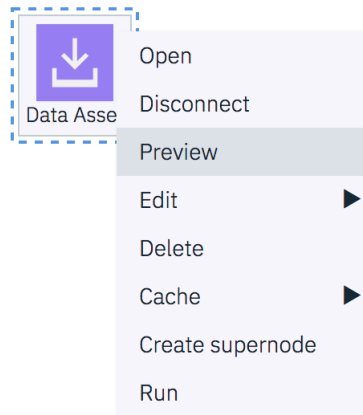 Data Asse
Open
Disconnect
Preview
Edit
Delete
Cache
Create supernode
Run